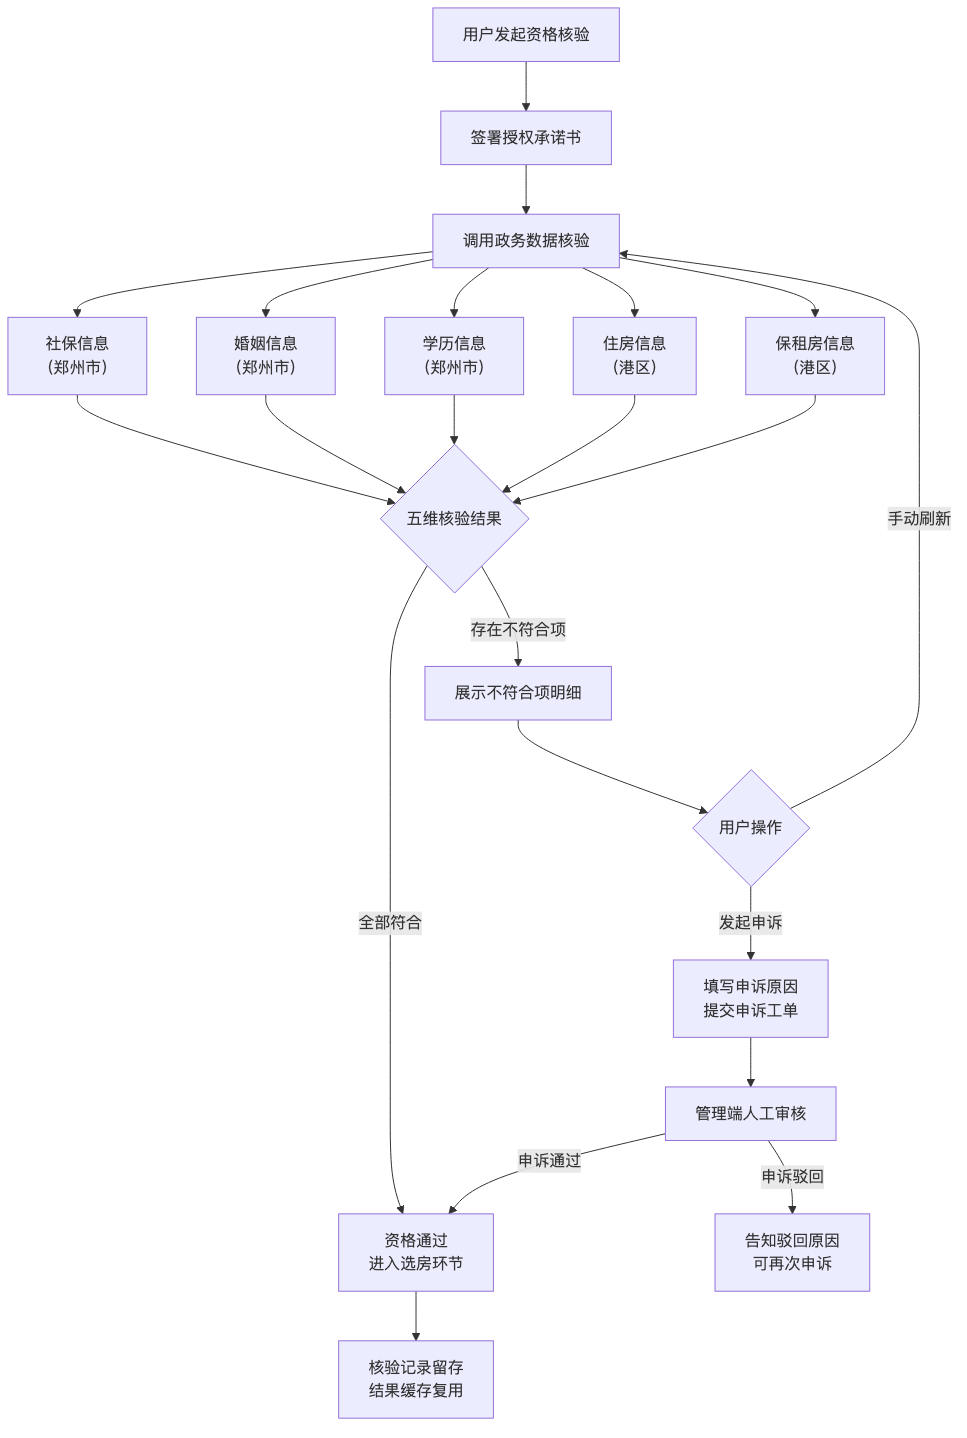 用户发起资格核验
签署授权承诺书
调用政务数据核验
社保信息
(郑州市)
婚姻信息
(郑州市)
学历信息
(郑州市)
住房信息
(港区)
保租房信息
(港区)
五维核验结果
手动刷新
存在不符合项
展示不符合项明细
用户操作
全部符合
发起申诉
填写申诉原因
提交申诉工单
管理端人工审核
申诉通过
申诉驳回
资格通过
进入选房环节
告知驳回原因
可再次申诉
核验记录留存
结果缓存复用